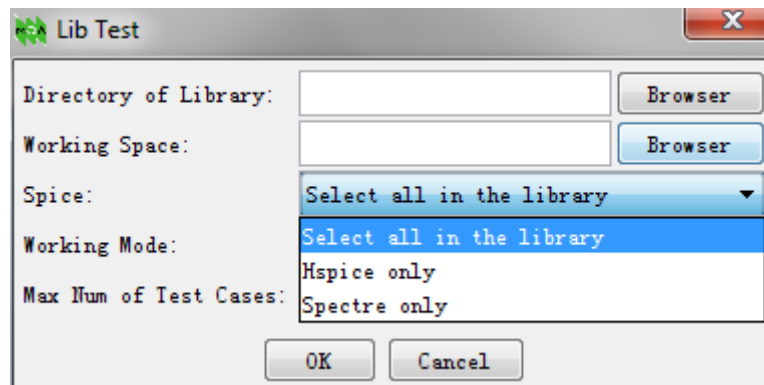 Lib Test
Directory of Library: Browser
Working Space: Browser
Spice: Select all in the library
Select all in the library
Working Mode:
Hspice only
Max Num of Test Cases:
Spectre only
OK Cancel